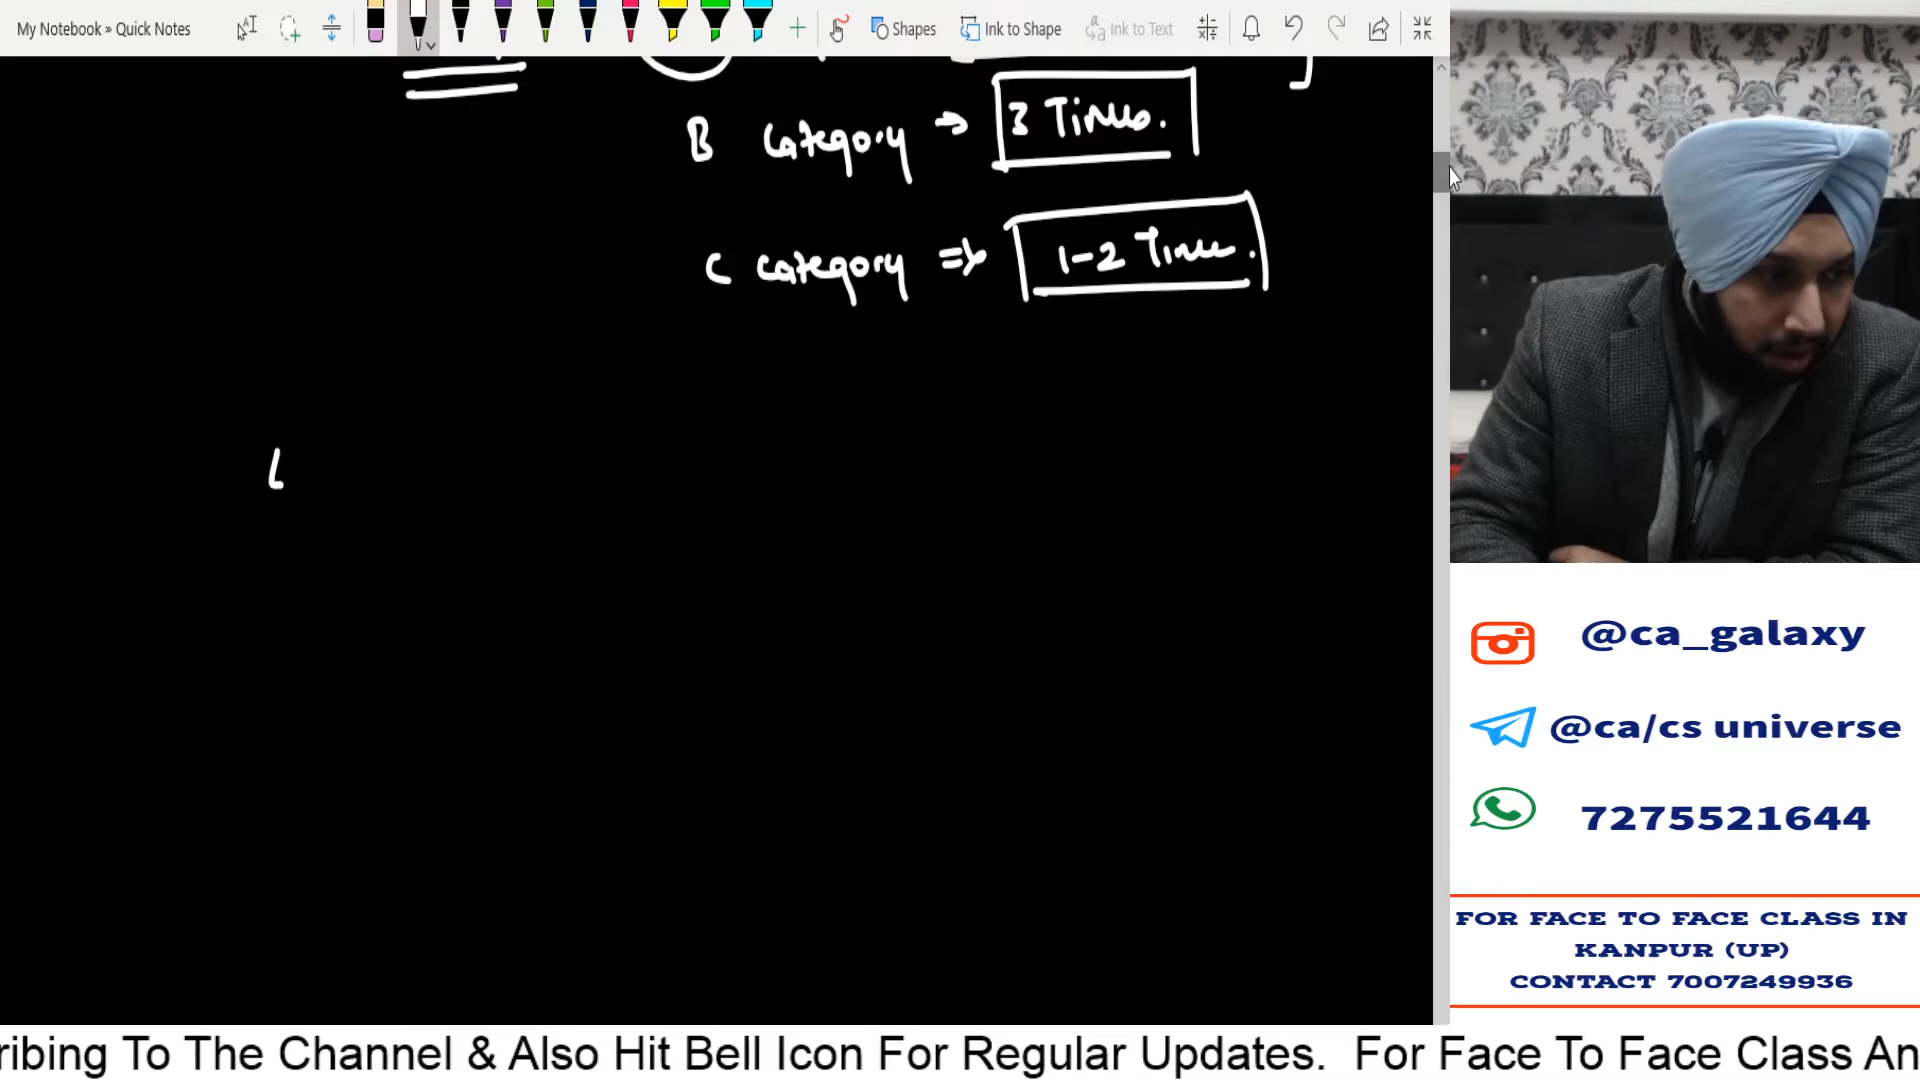 My Notebook » Quick Notes
Shapes
Ink to Shape
Ink to Text
B Category → 3 Times.
C Category ⇒ 1-2 Times.
@ca_galaxy
@ca/cs universe
7275521644
FOR FACE TO FACE CLASS IN
KANPUR (UP)
CONTACT 7007249936
ribing To The Channel & Also Hit Bell Icon For Regular Updates. For Face To Face Class An